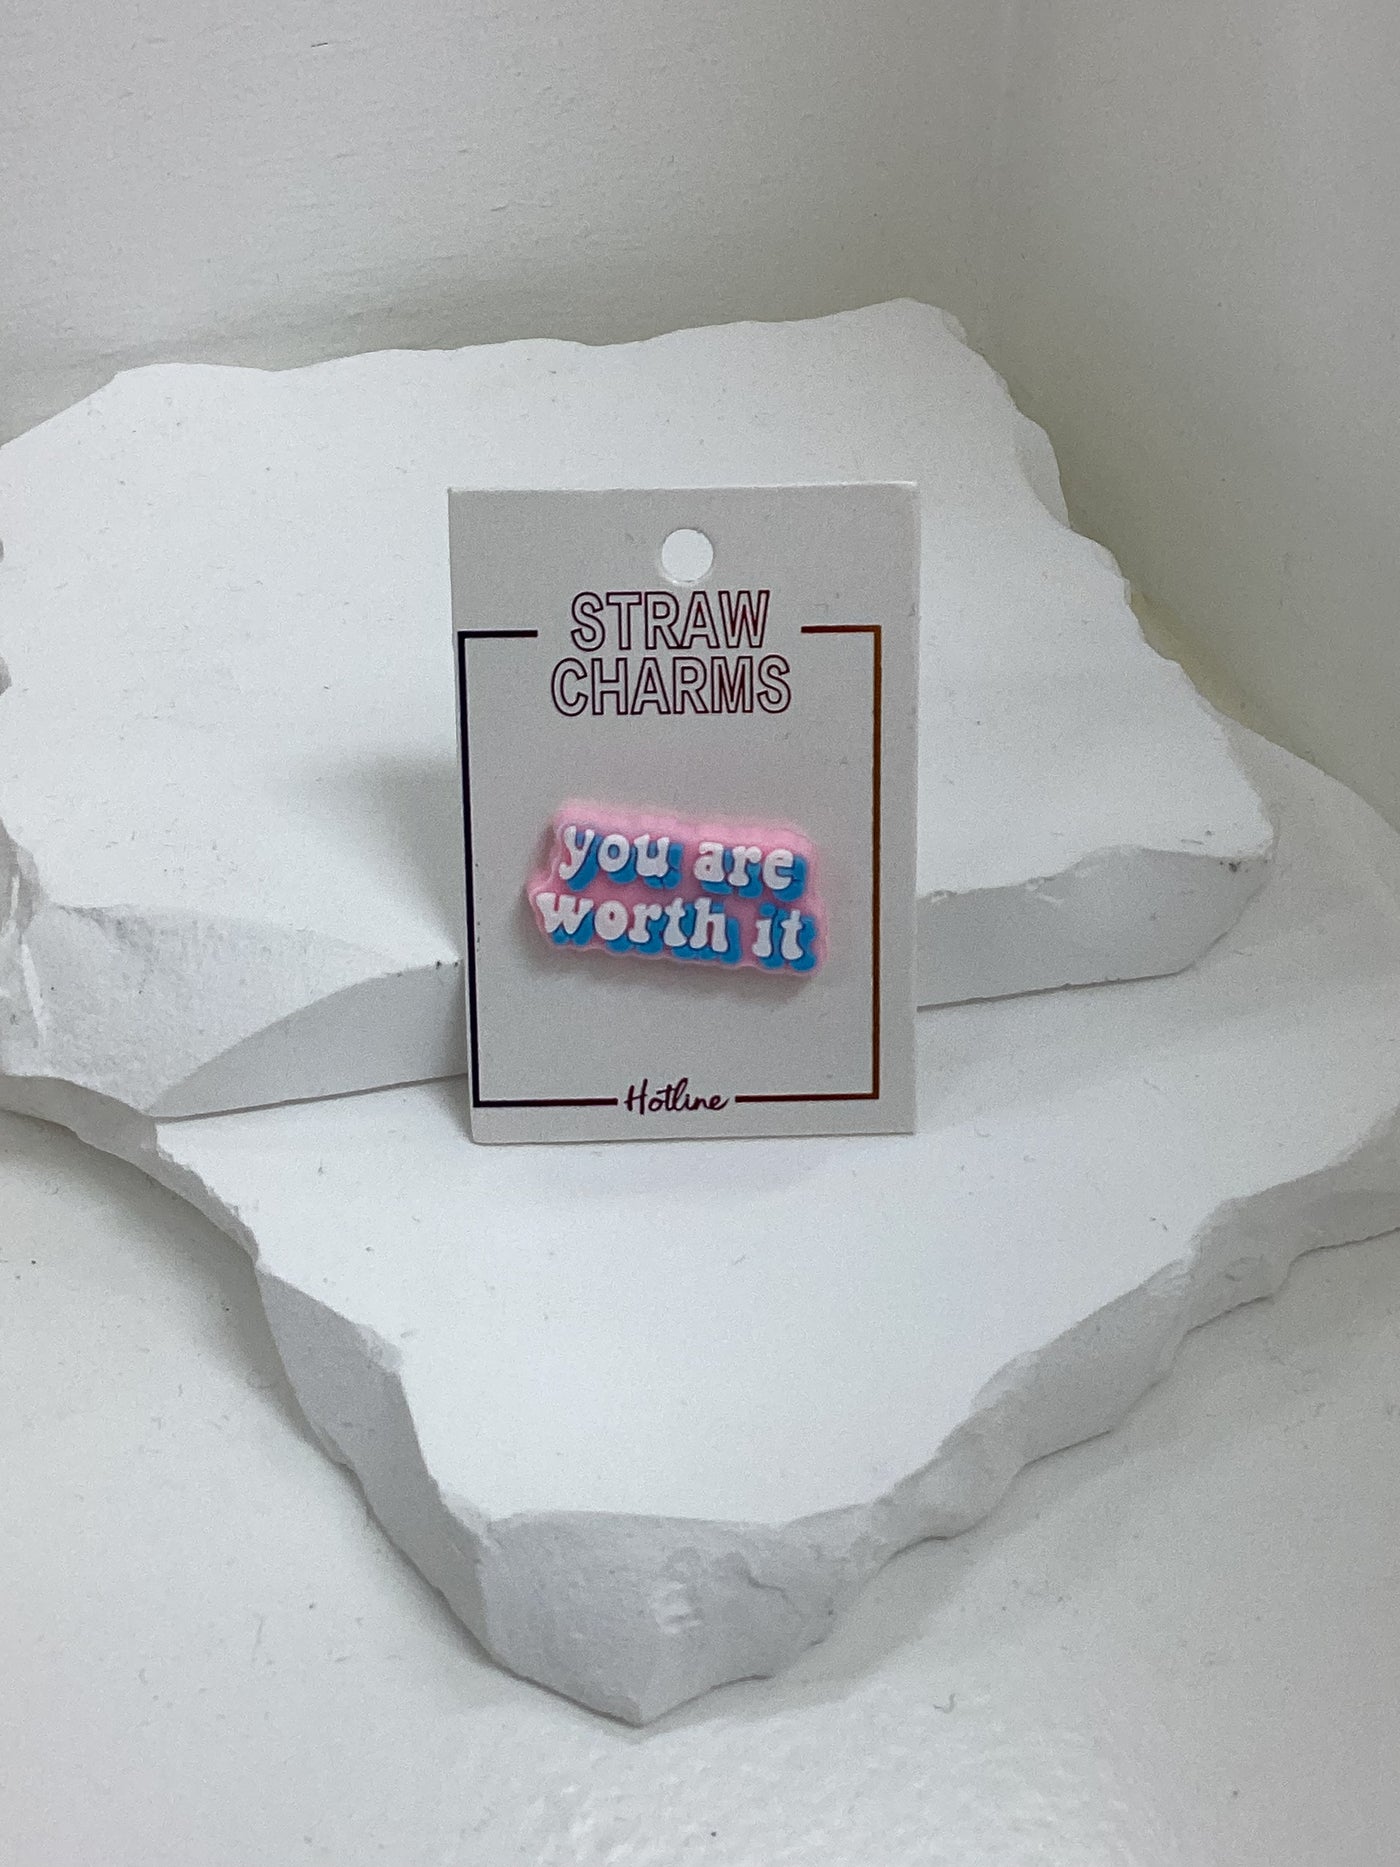 STRAW
CHARMS
you are
worth it
Hotline